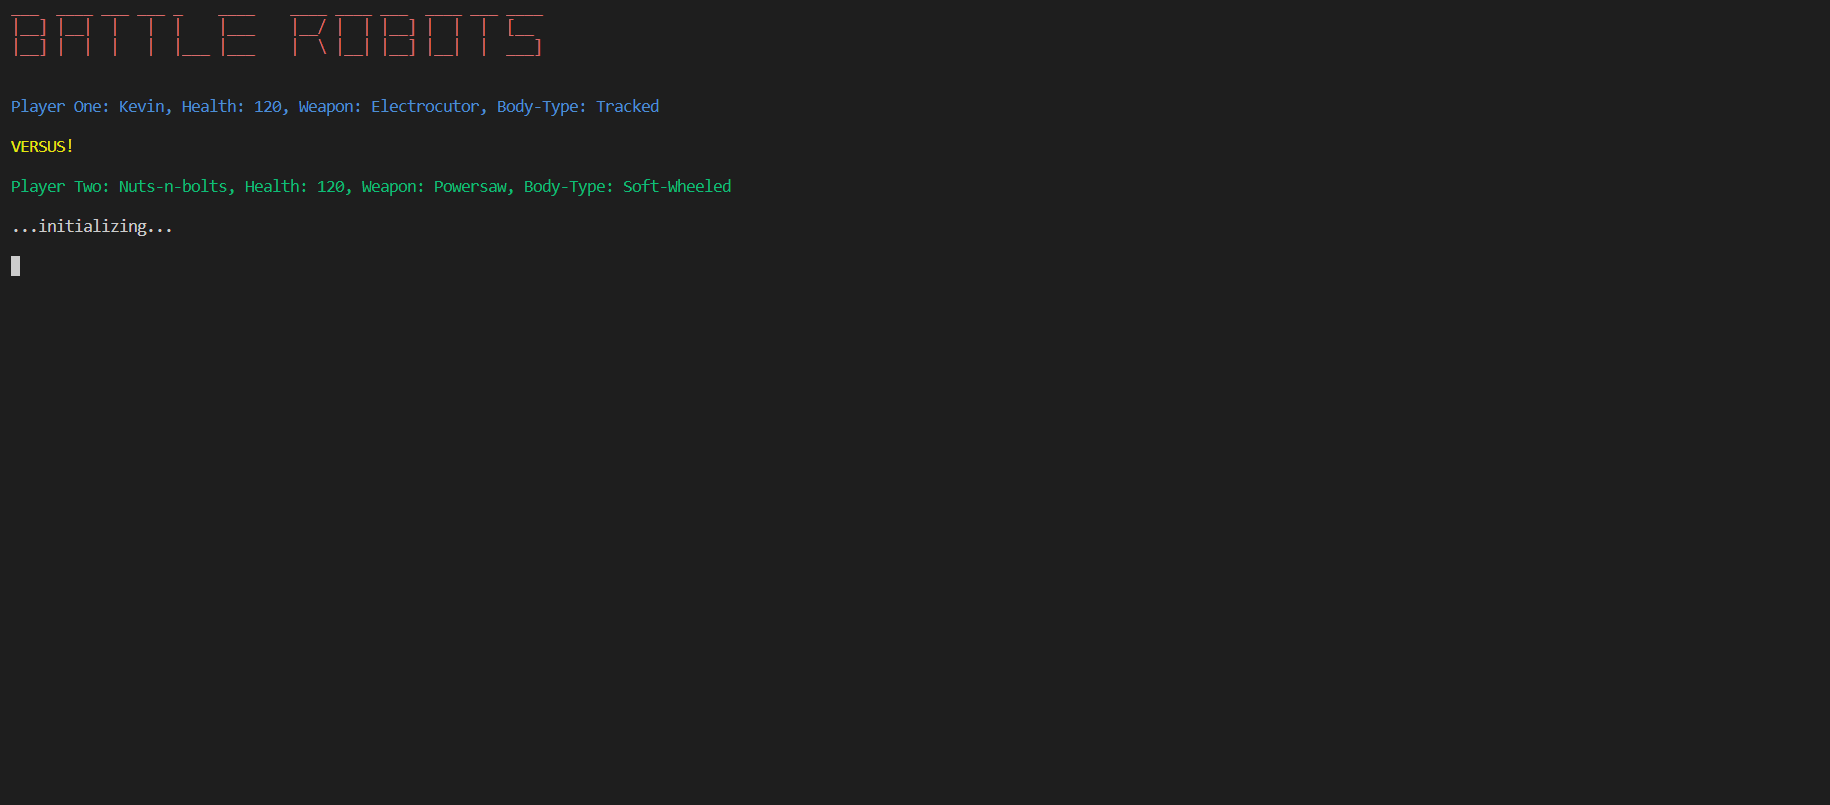 BATTLE ROBOTS
Player One: Kevin, Health: 120, Weapon: Electrocutor, Body-Type: Tracked
VERSUS!
Player Two: Nuts-n-bolts, Health: 120, Weapon: Powersaw, Body-Type: Soft-Wheeled
...initializing...